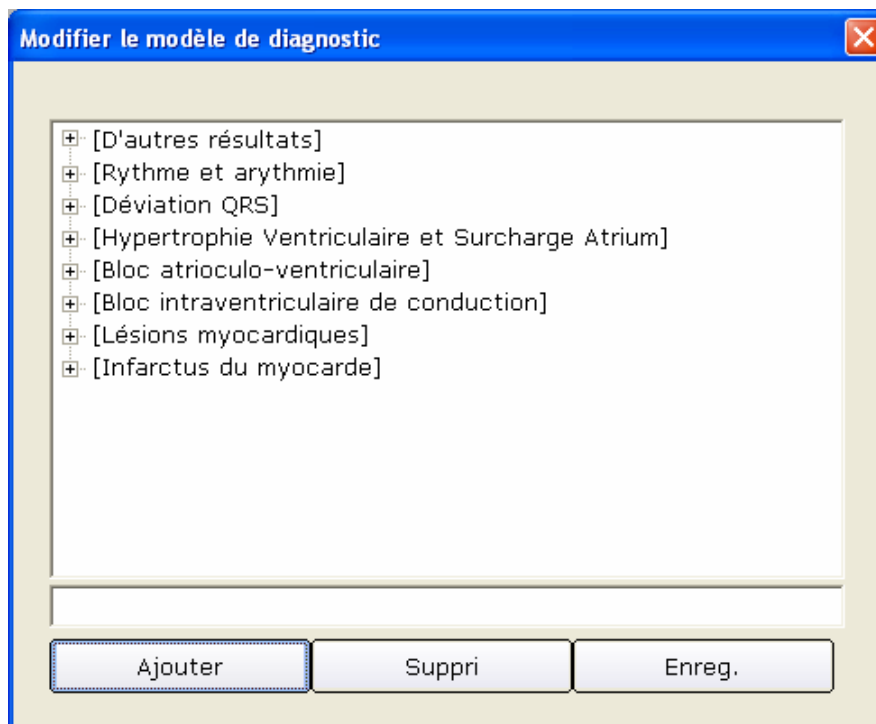 Modifier le modèle de diagnostic
[D'autres résultats]
[Rythme et arythmie]
[Déviation QRS]
[Hypertrophie Ventriculaire et Surcharge Atrium]
[Bloc atrioculo-ventriculaire]
[Bloc intraventriculaire de conduction]
[Lésions myocardiques]
[Infarctus du myocarde]
Ajouter Suppri Enreg.